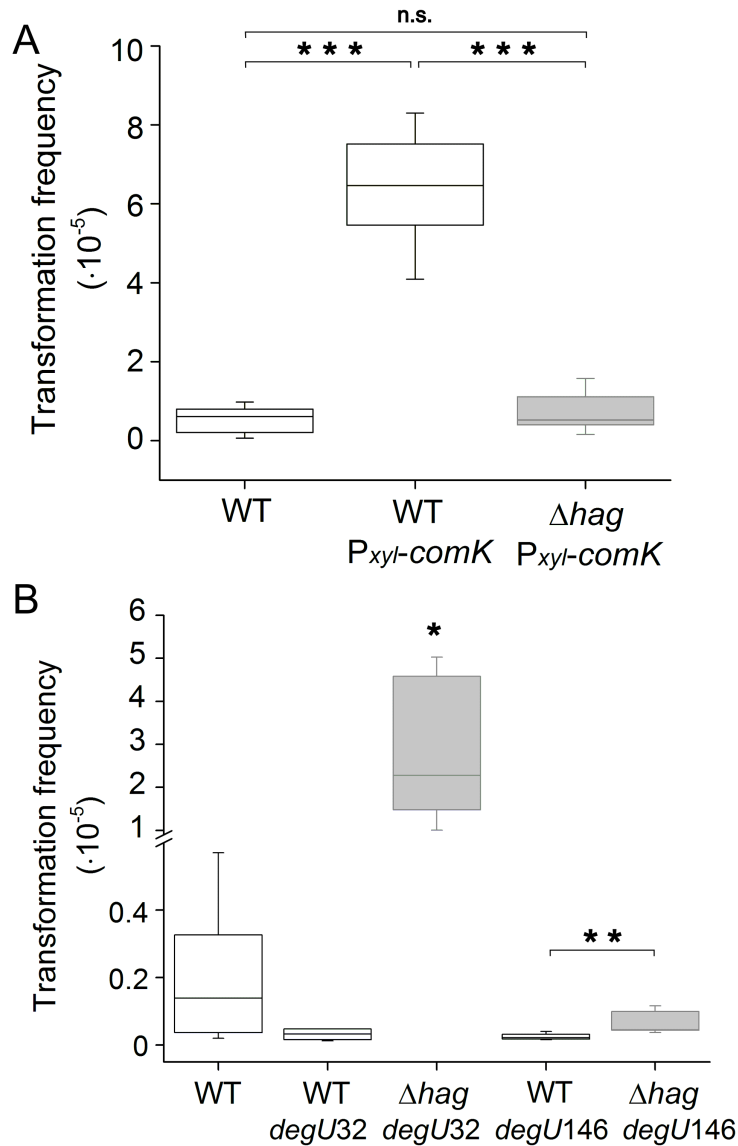 A
n.s.
* * *
* * *
Transformation frequency
(·10⁻⁵)
10
8
6
4
2
0
WT
WT
Pxyl-comK
Δhag
Pxyl-comK
B
Transformation frequency
(·10⁻⁵)
6
5
4
3
2
1
0.4
0.2
0
*
* *
WT
WT
degU32
Δhag
degU32
WT
degU146
Δhag
degU146